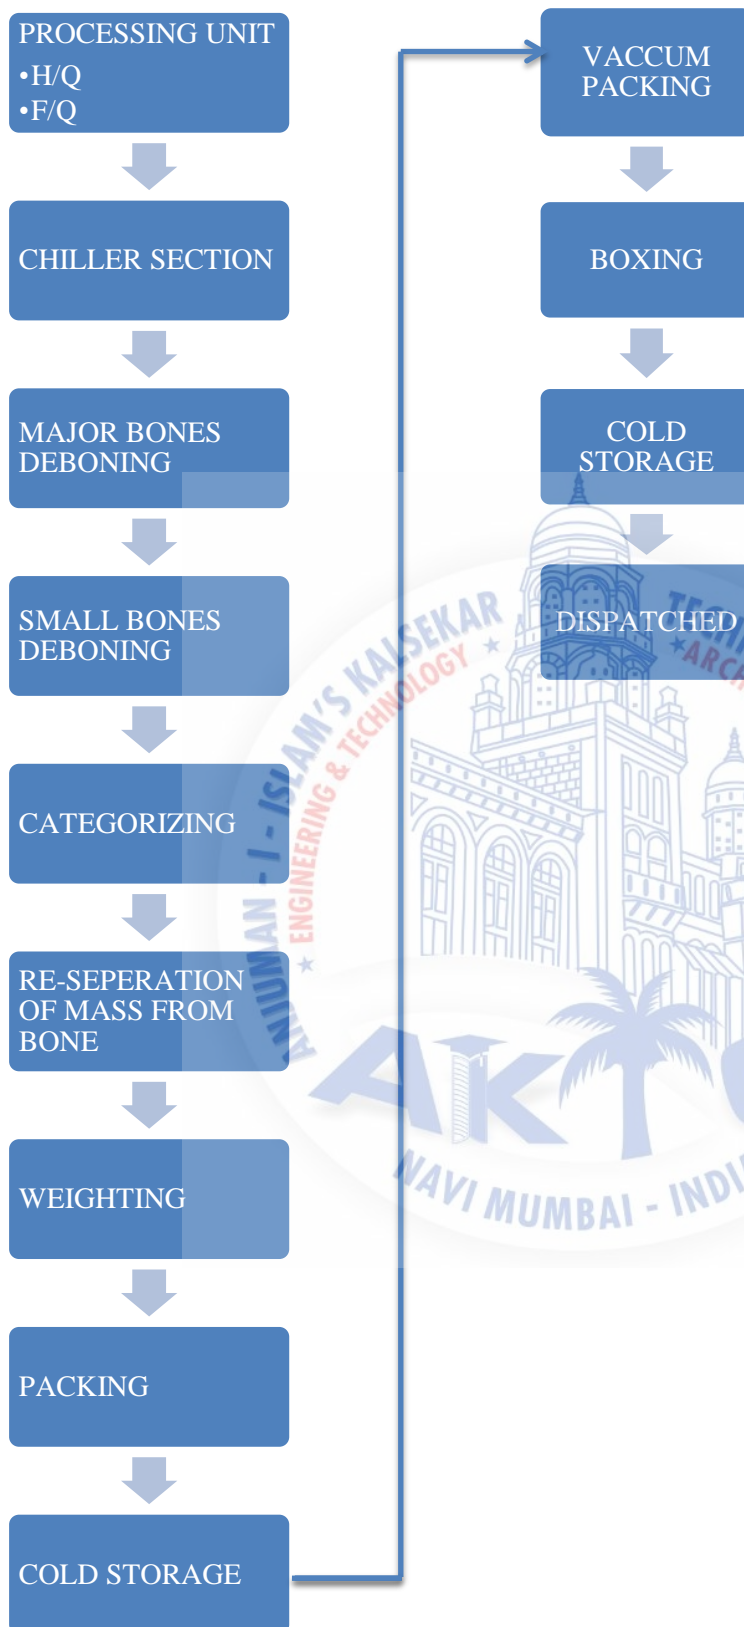 PROCESSING UNIT
•H/Q
•F/Q
CHILLER SECTION
MAJOR BONES
DEBONING
SMALL BONES
DEBONING
CATEGORIZING
RE-SEPERATION
OF MASS FROM
BONE
WEIGHTING
PACKING
COLD STORAGE
VACCUM
PACKING
BOXING
COLD
STORAGE
DISPATCHED
ANJUMAN - I - ISLAM'S KALSEKAR
ENGINEERING & TECHNOLOGY
NAVI MUMBAI -